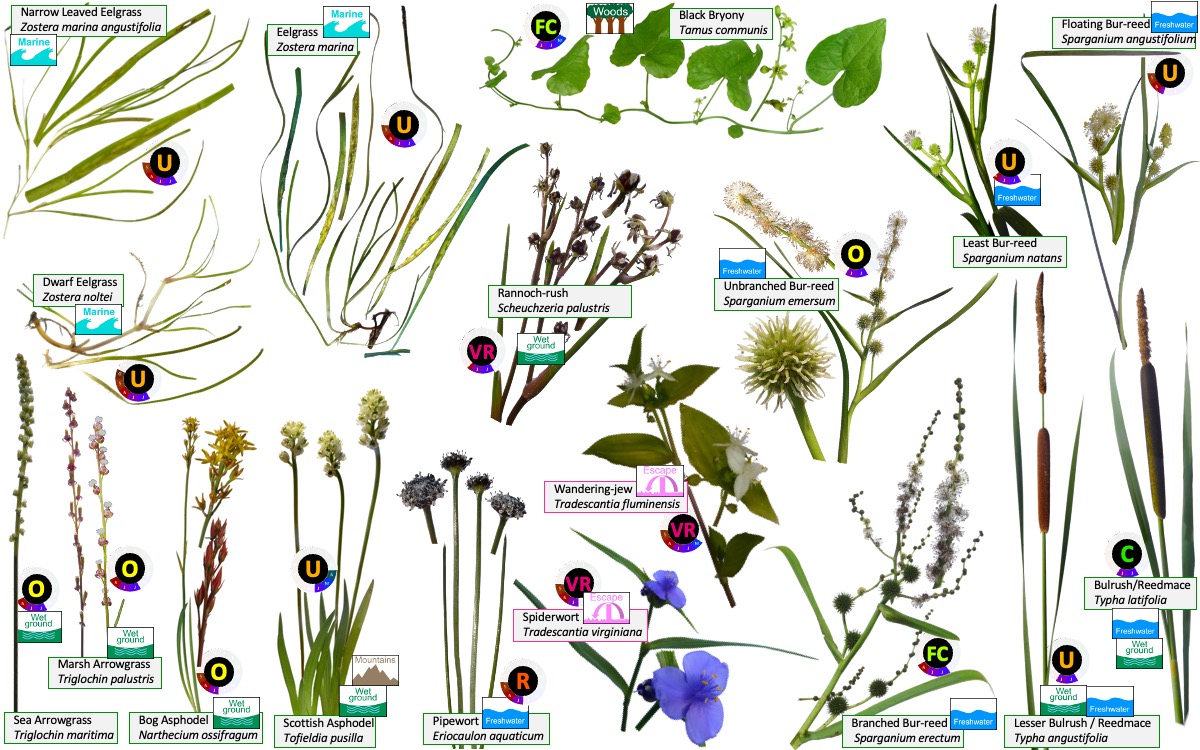 Narrow Leaved Eelgrass
Zostera marina angustifolia
Marine
U
Eelgrass
Zostera marina
Marine
U
FC
Woods
Black Bryony
Tamus communis
Floating Bur-reed
Sparganium angustifolium
Freshwater
U
U
Freshwater
Least Bur-reed
Sparganium natans
Dwarf Eelgrass
Zostera noltei
Marine
U
Rannoch-rush
Scheuchzeria palustris
VR
Wet
ground
Freshwater
O
Unbranched Bur-reed
Sparganium emersum
Wandering-jew
Tradescantia fluminensis
Escape
VR
VR
Escape
Spiderwort
Tradescantia virginiana
O
Wet
ground
Sea Arrowgrass
Triglochin maritima
O
Wet
ground
Marsh Arrowgrass
Triglochin palustris
O
Wet
ground
Bog Asphodel
Narthecium ossifragum
U
Mountains
Wet
ground
Scottish Asphodel
Tofieldia pusilla
R
Freshwater
Pipewort
Eriocaulon aquaticum
FC
Freshwater
Branched Bur-reed
Sparganium erectum
C
Bulrush/Reedmace
Typha latifolia
Freshwater
Wet
ground
U
Wet
ground
Freshwater
Lesser Bulrush / Reedmace
Typha angustifolia